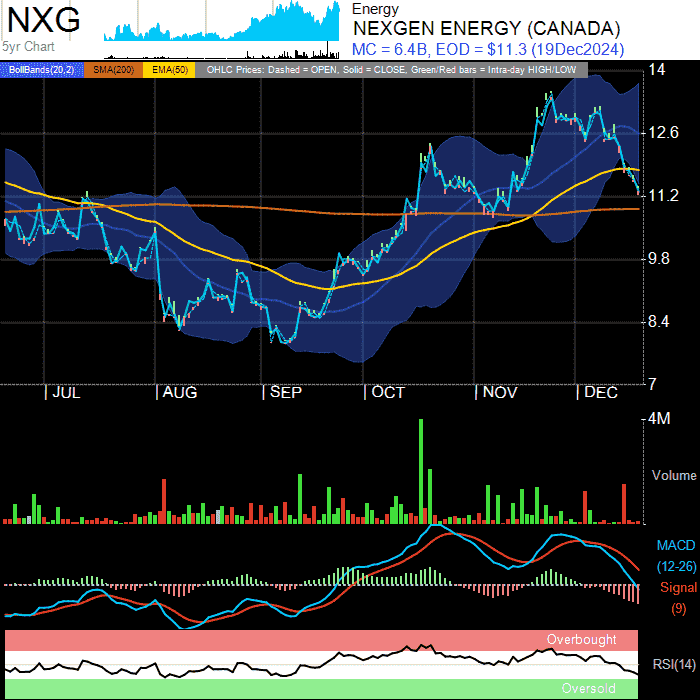 NXG
5yr Chart
Energy
NEXGEN ENERGY (CANADA)
MC = 6.4B, EOD = $11.3 (19Dec2024)
BollBands(20,2) SMA(200) EMA(50) OHLC Prices: Dashed = OPEN, Solid = CLOSE, Green/Red bars = Intra-day HIGH/LOW
14
12.6
11.2
9.8
8.4
7
JUL AUG SEP OCT NOV DEC
4M
Volume
MACD
(12-26)
Signal
(9)
Overbought
RSI(14)
Oversold